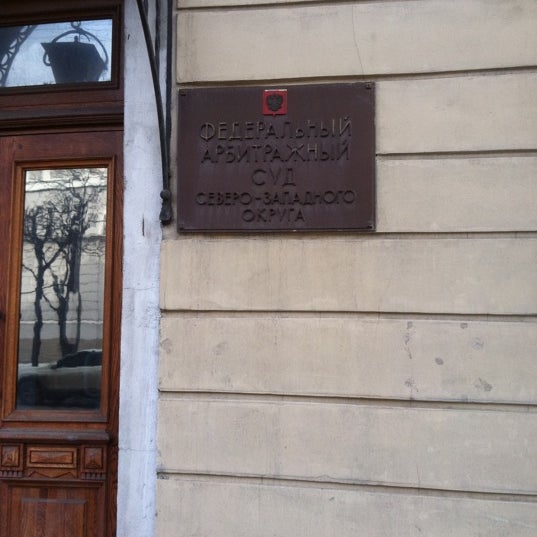 ФЕДЕРАЛЬНЫЙ
АРБИТРАЖНЫЙ
СУД
СЕВЕРО-ЗАПАДНОГО
ОКРУГА